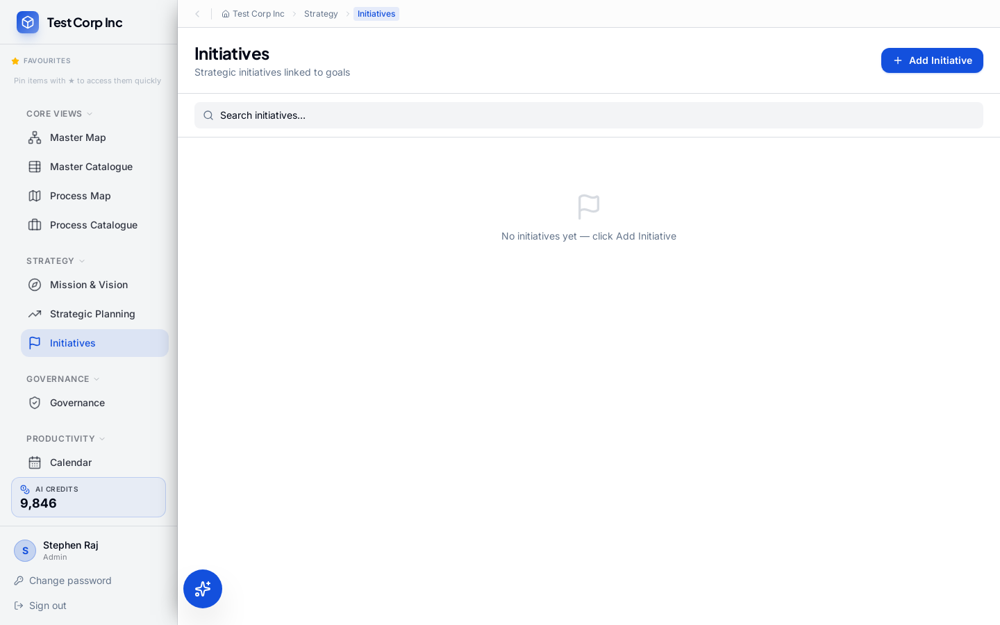 Test Corp Inc
FAVOURITES
Pin items with ★ to access them quickly
CORE VIEWS
Master Map
Master Catalogue
Process Map
Process Catalogue
STRATEGY
Mission & Vision
Strategic Planning
Initiatives
GOVERNANCE
Governance
PRODUCTIVITY
Calendar
AI CREDITS
9,846
S
Stephen Raj
Admin
Change password
Sign out
Test Corp Inc > Strategy > Initiatives
Initiatives
Strategic initiatives linked to goals
Add Initiative
Search initiatives...
No initiatives yet — click Add Initiative